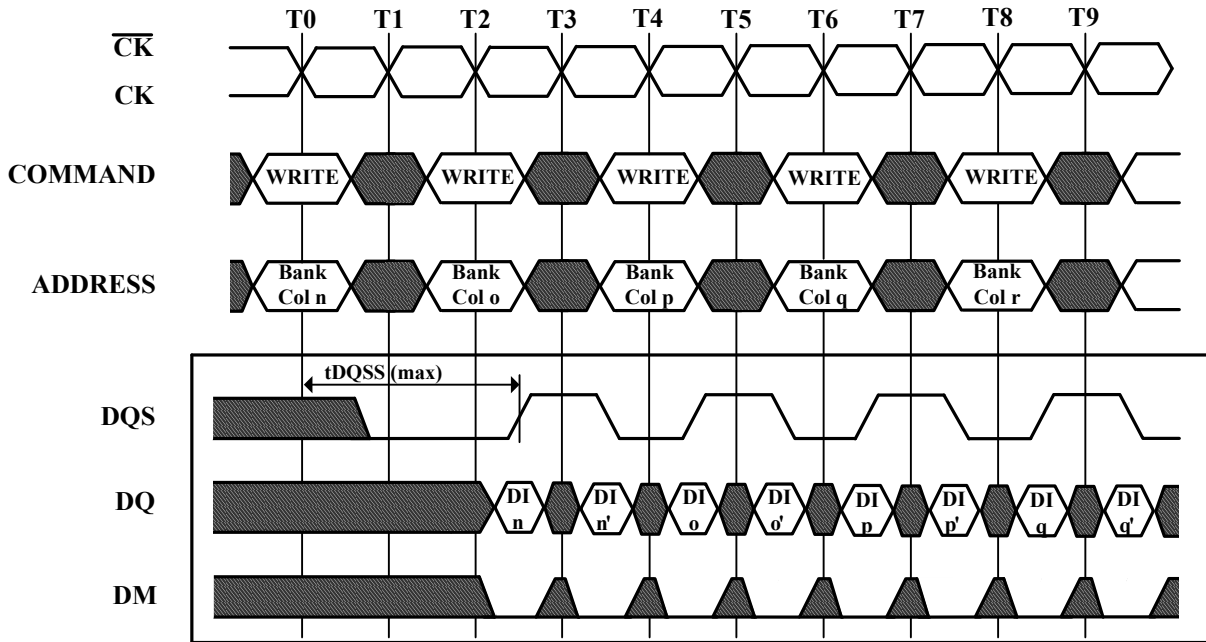 T0 T1 T2 T3 T4 T5 T6 T7 T8 T9
CK
CK
COMMAND
WRITE WRITE WRITE WRITE WRITE
ADDRESS
Bank Bank Bank Bank Bank
Col n Col o Col p Col q Col r
tDQSS (max)
DQS
DQ
DI DI DI DI DI DI DI DI
n n' o o' p p' q q'
DM